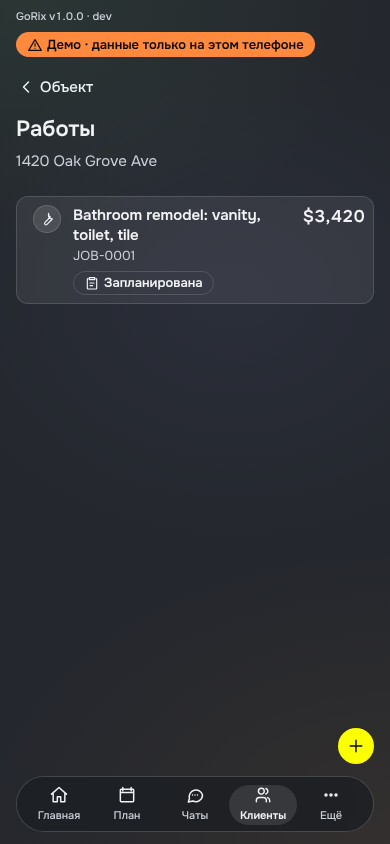 GoRix v1.0.0 · dev
Демо · данные только на этом телефоне
Объект
Работы
1420 Oak Grove Ave
Bathroom remodel: vanity, $3,420
toilet, tile
JOB-0001
Запланирована
Главная План Чаты Клиенты Ещё